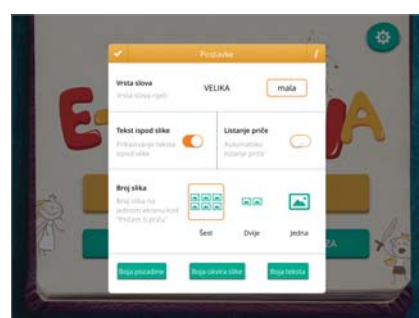 Postavke
Vrsta slova
Vrsta slova riječi
VELIKA
mala
Tekst ispod slike
Prikazivanje teksta
ispod slike
Listanje priče
Automatsko
listanje priče
Broj slika
Broj slika na
jednom ekranu kod
"Pričam ti priču"
Šest
Dvije
Jedna
Boja pozadine
Boja okvira slike
Boja teksta
E-
A
ZA